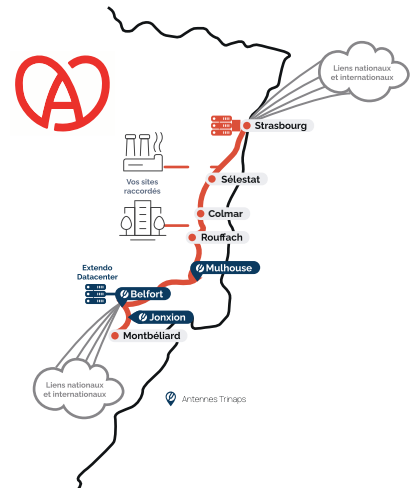 Liens nationaux
et internationaux
Strasbourg
Vos sites
raccordés
Sélestat
Colmar
Rouffach
Mulhouse
Extendo
Datacenter
Belfort
Jonxion
Montbéliard
Liens nationaux
et internationaux
Antennes Trinaps